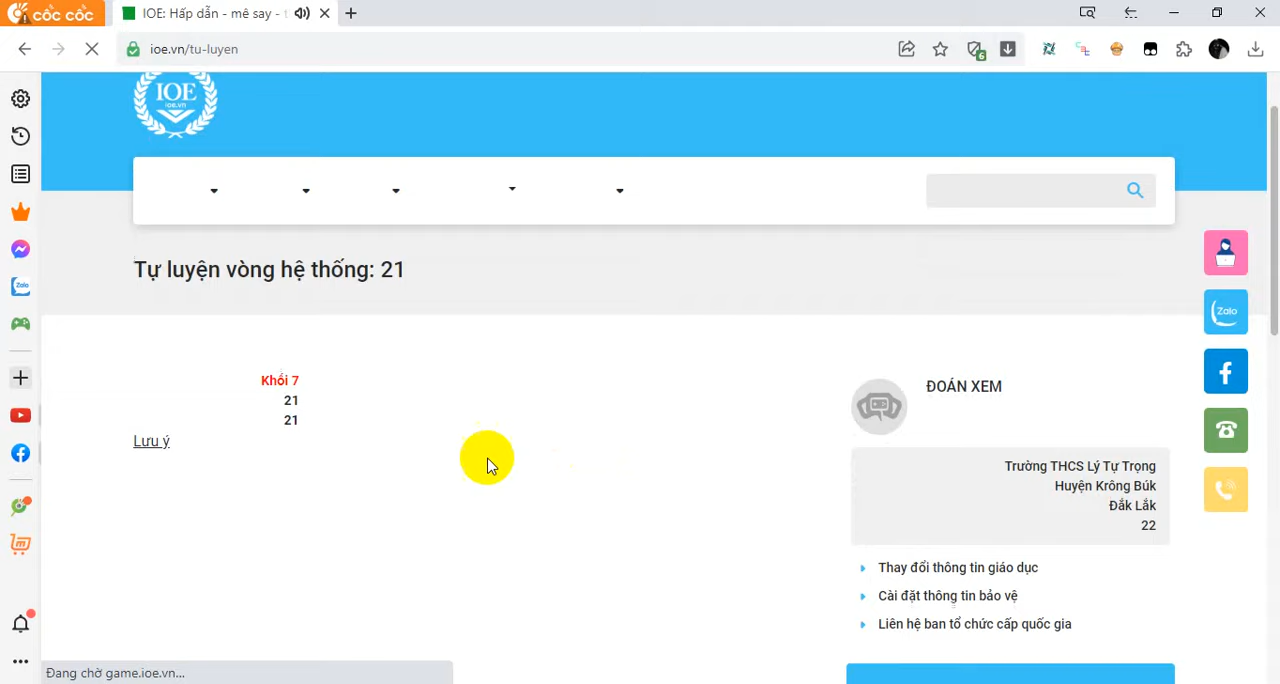 cốc cốc
IOE: Hấp dẫn - mê say - t
ioe.vn/tu-luyen
6
IOE
ioe.vn
Tự luyện vòng hệ thống: 21
Khối 7
21
21
Lưu ý
ĐOÁN XEM
Trường THCS Lý Tự Trọng
Huyện Krông Búk
Đắk Lắk
22
Thay đổi thông tin giáo dục
Cài đặt thông tin bảo vệ
Liên hệ ban tổ chức cấp quốc gia
Zalo
Zalo
Đang chờ game.ioe.vn...